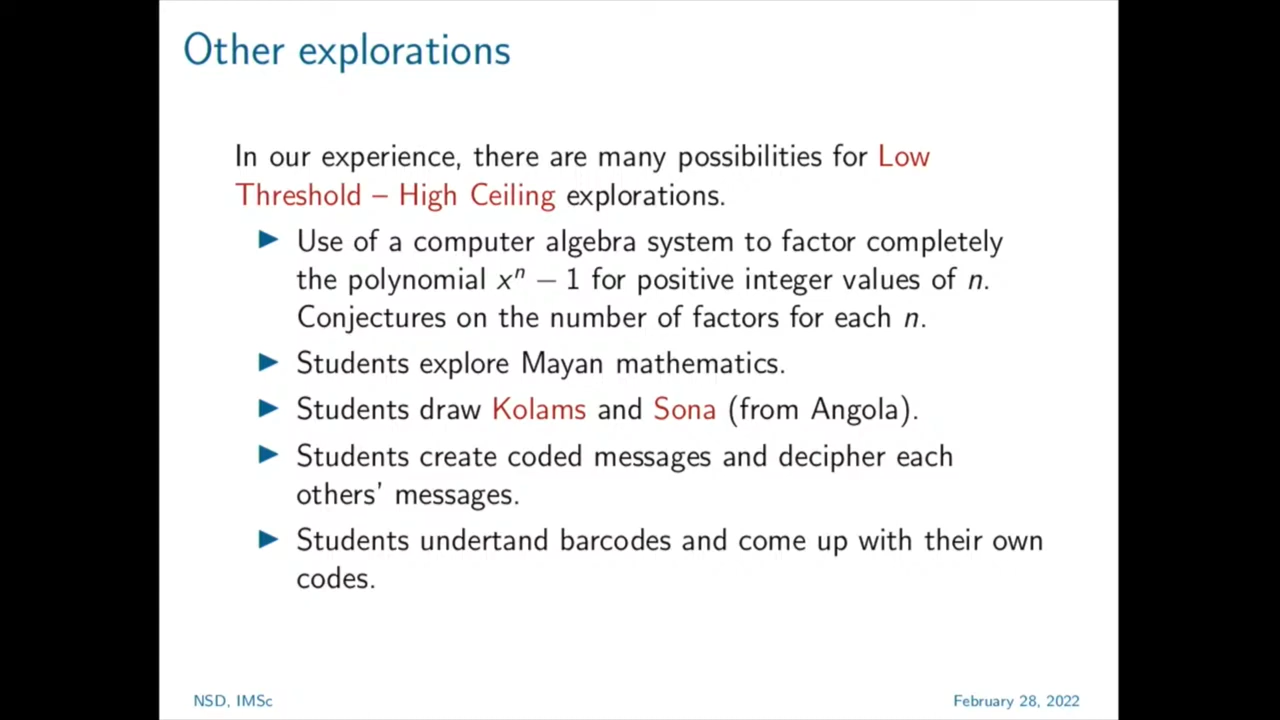 Other explorations
In our experience, there are many possibilities for Low
Threshold – High Ceiling explorations.
▶ Use of a computer algebra system to factor completely
the polynomial xⁿ − 1 for positive integer values of n.
Conjectures on the number of factors for each n.
▶ Students explore Mayan mathematics.
▶ Students draw Kolams and Sona (from Angola).
▶ Students create coded messages and decipher each
others' messages.
▶ Students undertand barcodes and come up with their own
codes.
NSD, IMSc
February 28, 2022